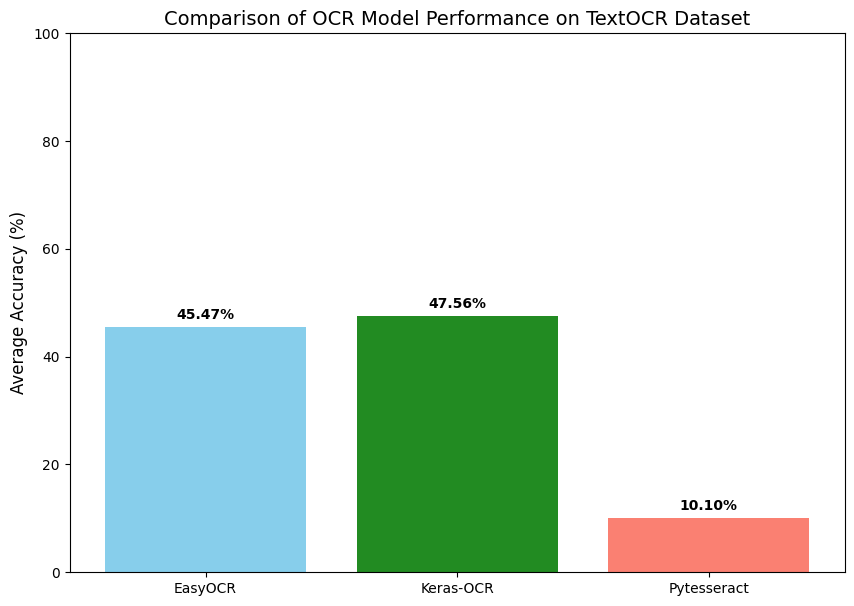 Comparison of OCR Model Performance on TextOCR Dataset
Average Accuracy (%)
100
80
60
40
20
0
45.47%
47.56%
10.10%
EasyOCR
Keras-OCR
Pytesseract